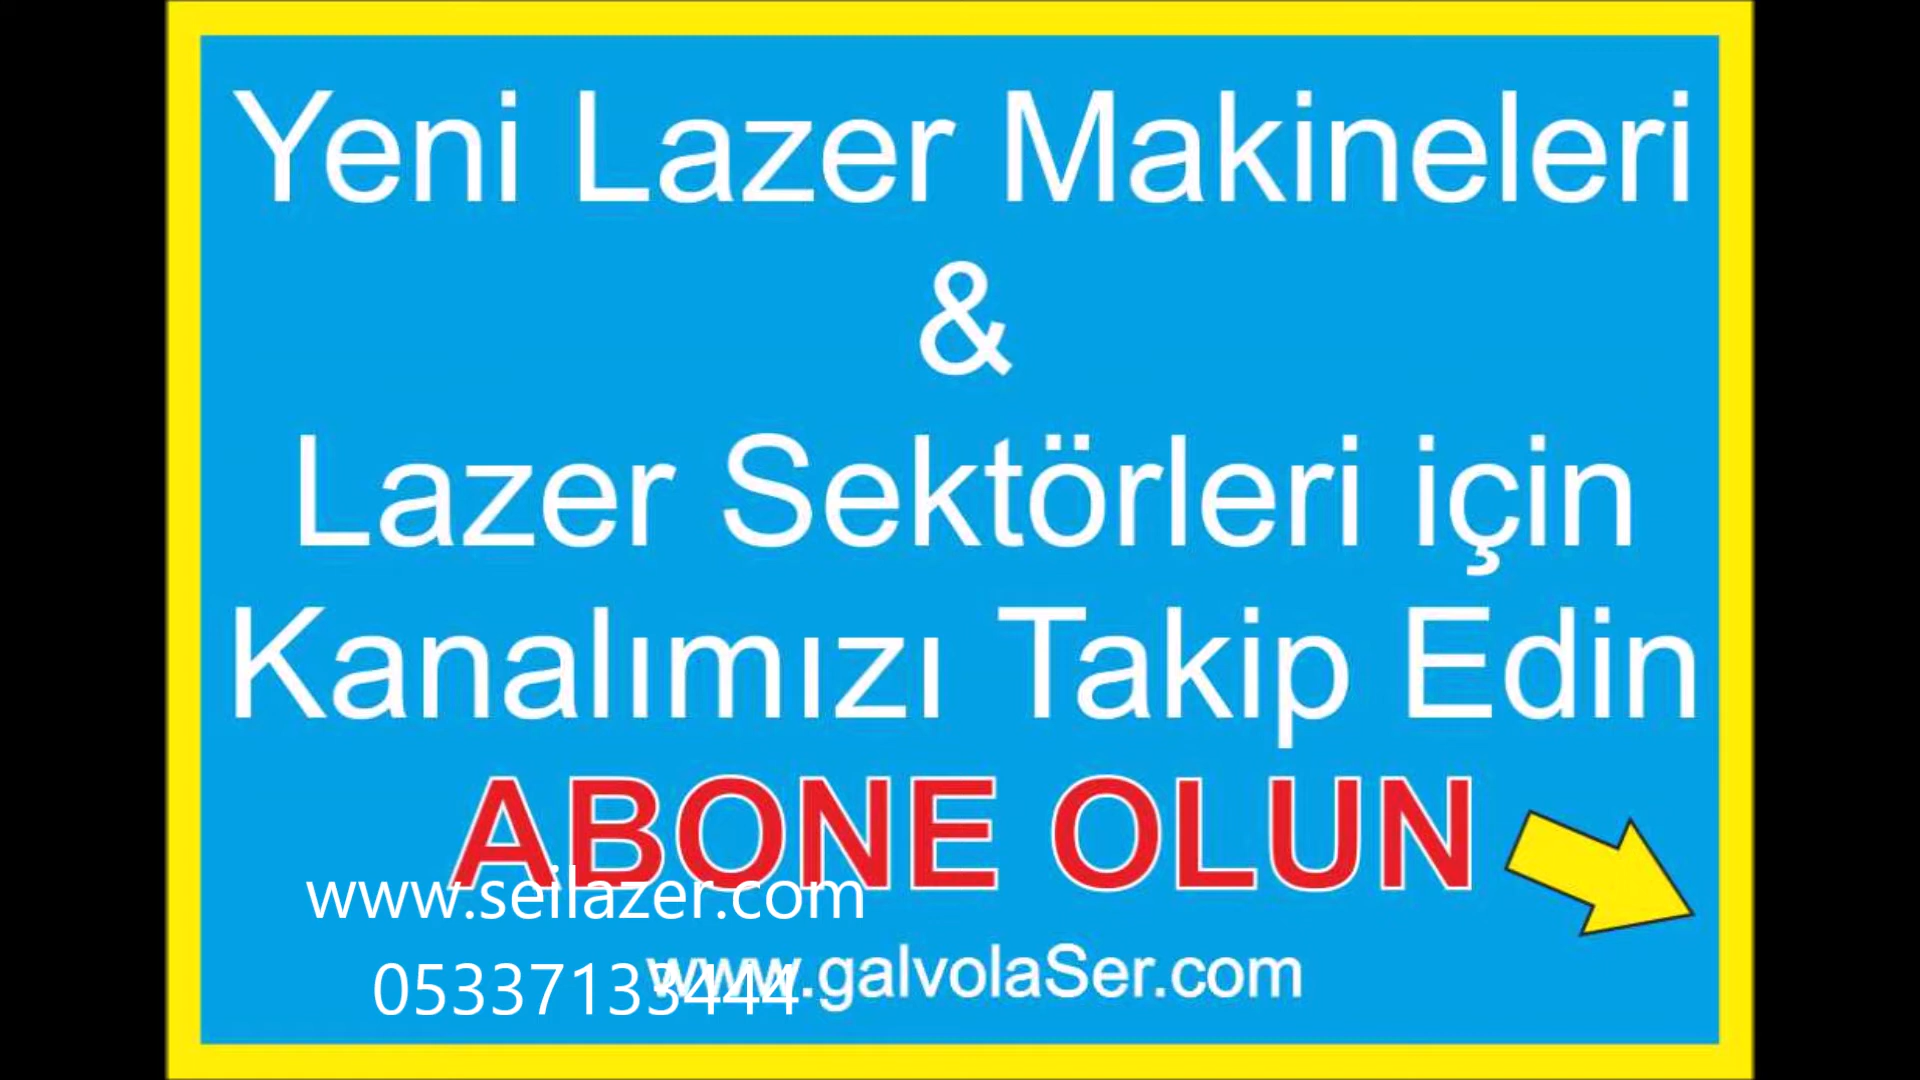 Yeni Lazer Makineleri
&
Lazer Sektörleri için
Kanalımızı Takip Edin
ABONE OLUN
www.seilazer.com
www.galvolaSer.com
05337133444